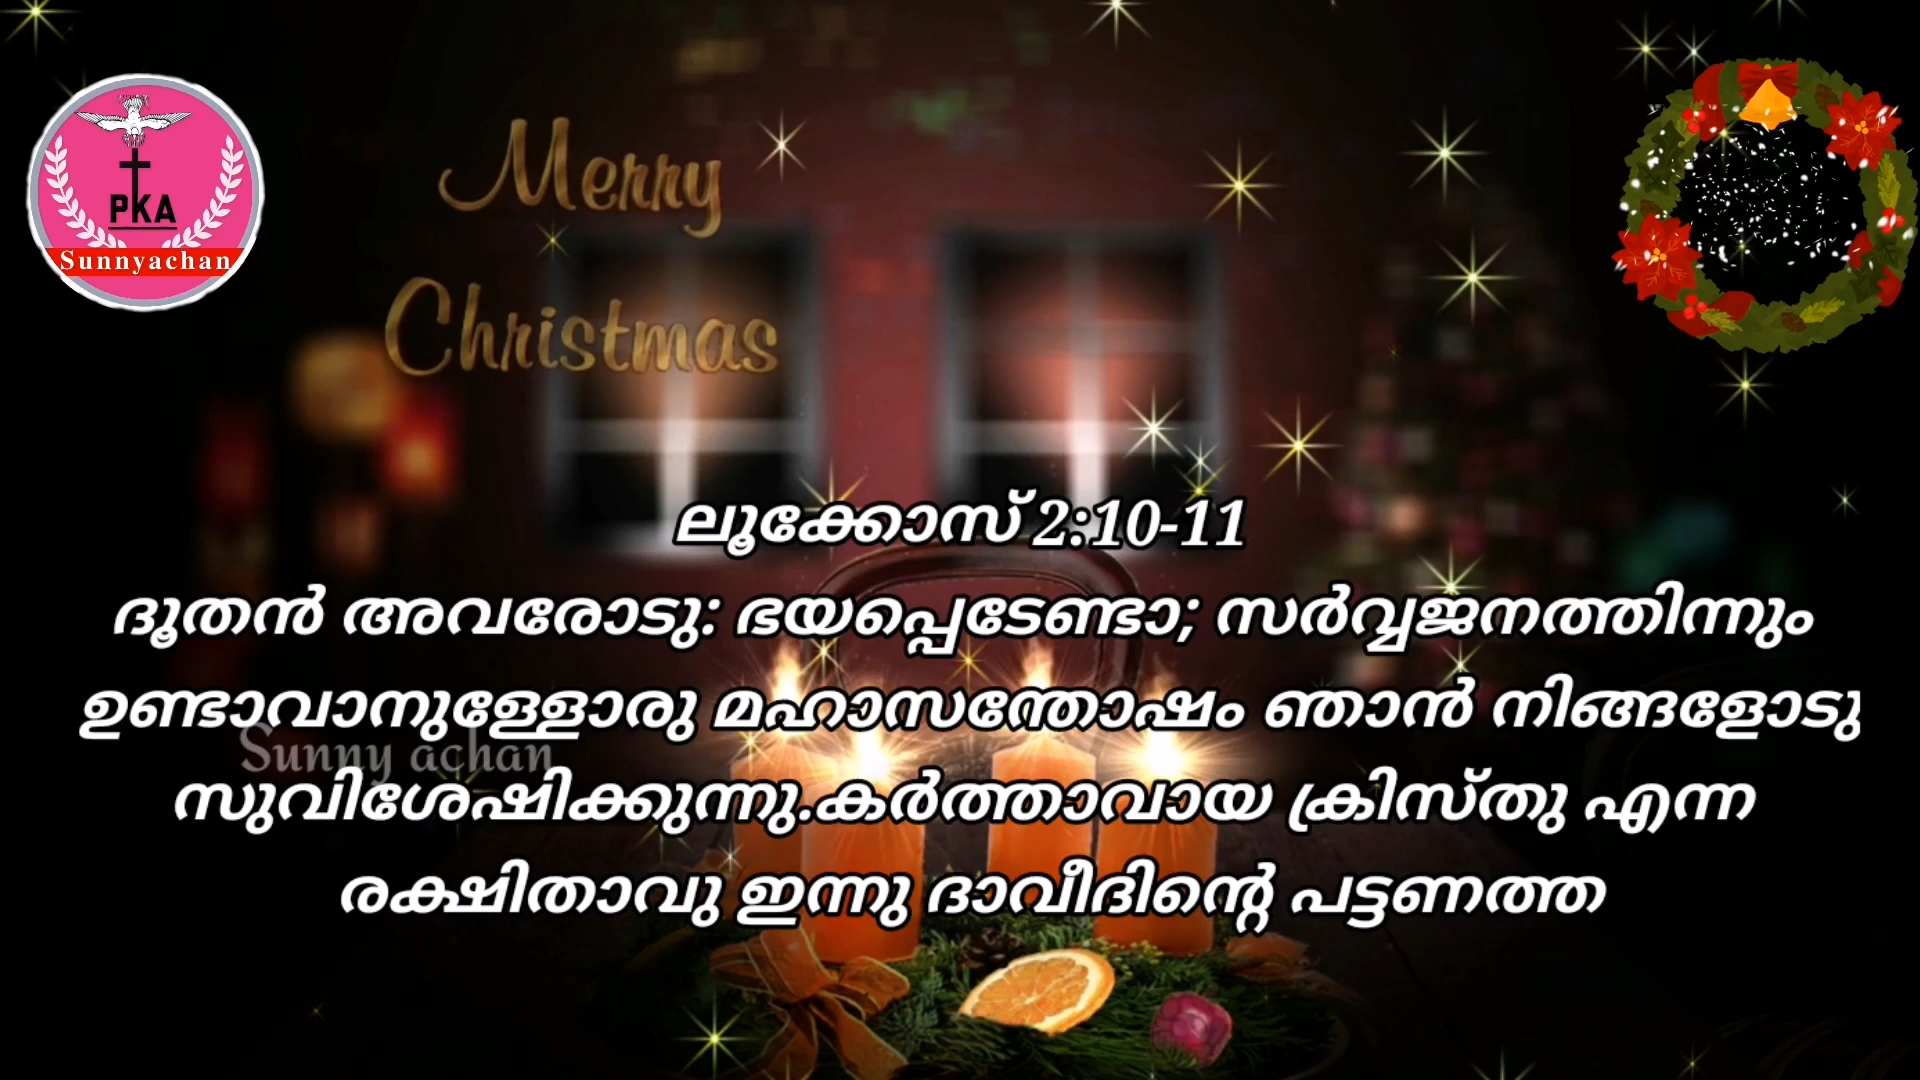 PKA
Sunnyachan
Merry
Christmas
ലൂക്കോസ് 2:10-11
ദൂതൻ അവരോടു: ഭയപ്പെടേണ്ടാ; സർവ്വജനത്തിന്നും
ഉണ്ടാവാനുള്ളോരു മഹാസന്തോഷം ഞാൻ നിങ്ങളോടു
Sunny achan
സുവിശേഷിക്കുന്നു.കർത്താവായ ക്രിസ്തു എന്ന
രക്ഷിതാവു ഇന്നു ദാവീദിന്റെ പട്ടണത്ത